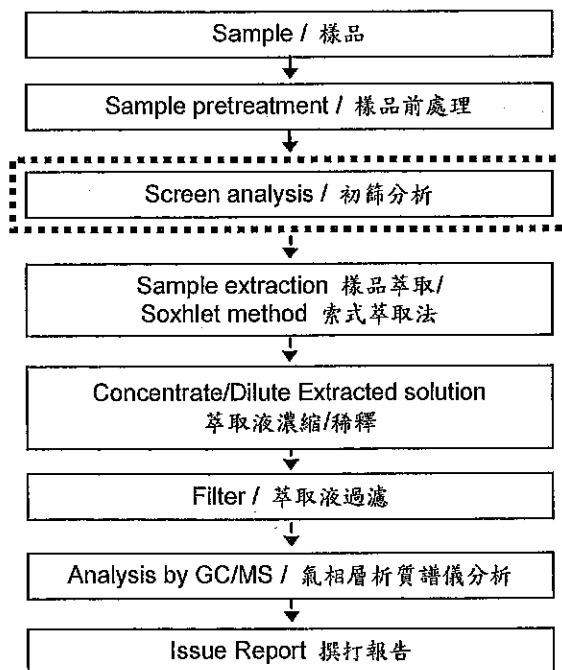 Sample / 樣品
Sample pretreatment / 樣品前處理
Screen analysis / 初篩分析
Sample extraction 樣品萃取/
Soxhlet method 索式萃取法
Concentrate/Dilute Extracted solution
萃取液濃縮/稀釋
Filter / 萃取液過濾
Analysis by GC/MS / 氣相層析質譜儀分析
Issue Report 撰打報告